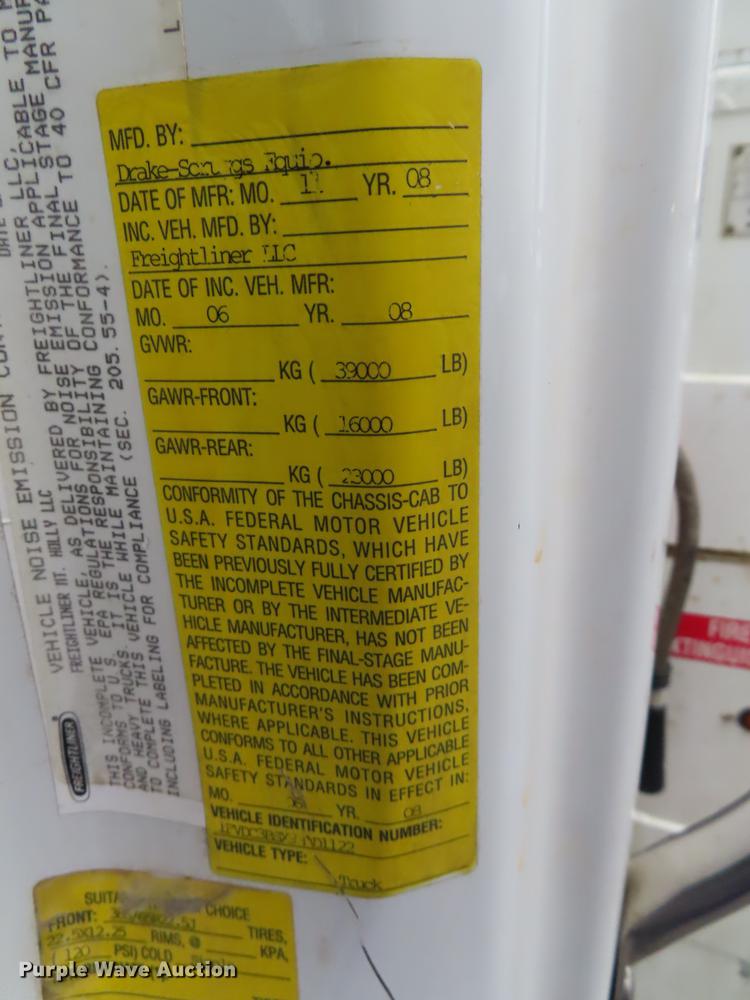 MFD. BY:
Equip.
DATE OF MFR: MO. 11 YR. 08
INC. VEH. MFD. BY:
Freightliner LLC
DATE OF INC. VEH. MFR:
MO. 06 YR. 08
GVWR:
KG ( 39000 LB)
GAWR-FRONT:
KG ( 16000 LB)
GAWR-REAR:
KG ( 23000 LB)
CONFORMITY OF THE CHASSIS-CAB TO
U.S.A. FEDERAL MOTOR VEHICLE
SAFETY STANDARDS, WHICH HAVE
BEEN PREVIOUSLY FULLY CERTIFIED BY
THE INCOMPLETE VEHICLE MANUFAC-
TURER OR BY THE INTERMEDIATE VE-
HICLE MANUFACTURER, HAS NOT BEEN
AFFECTED BY THE FINAL-STAGE MANU-
FACTURE. THE VEHICLE HAS BEEN COM-
PLETED IN ACCORDANCE WITH PRIOR
MANUFACTURER'S INSTRUCTIONS,
WHERE APPLICABLE. THIS VEHICLE
CONFORMS TO ALL OTHER APPLICABLE
U.S.A. FEDERAL MOTOR VEHICLE
SAFETY STANDARDS IN EFFECT IN:
MO. YR. 08
VEHICLE IDENTIFICATION NUMBER:
VEHICLE TYPE:
Truck
VEHICLE NOISE EMISSION
FREIGHTLINER MT. HOLLY LLC
THIS INCOMPLETE VEHICLE, AS DELIVERED BY FREIGHTLINER LLC,
CONFORMS TO U.S. EPA REGULATIONS FOR NOISE EMISSION APPLICABLE TO
AND HEAVY TRUCKS. IT IS THE RESPONSIBILITY OF THE FINAL STAGE
TO COMPLETE THIS VEHICLE WHILE MAINTAINING CONFORMANCE TO 40 CFR
INCLUDING LABELING FOR COMPLIANCE (SEC. 205.55-4).
FREIGHTLINER
CHOICE
FRONT: TIRES,
22.5X12.25 RIMS, @ KPA,
( 120 PSI) COLD
FIRE
Purple Wave Auction